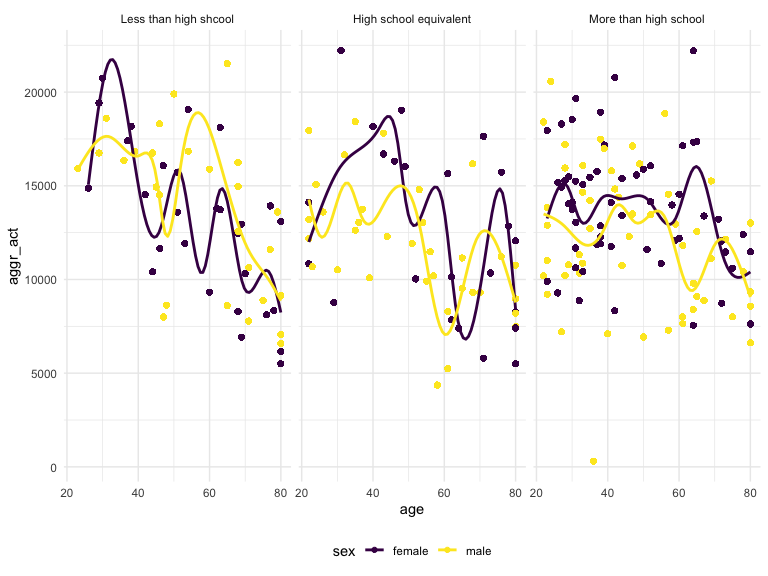 Less than high shcool
High school equivalent
More than high school
20000
15000
10000
5000
0
aggr_act
20 40 60 80
20 40 60 80
20 40 60 80
age
sex female male